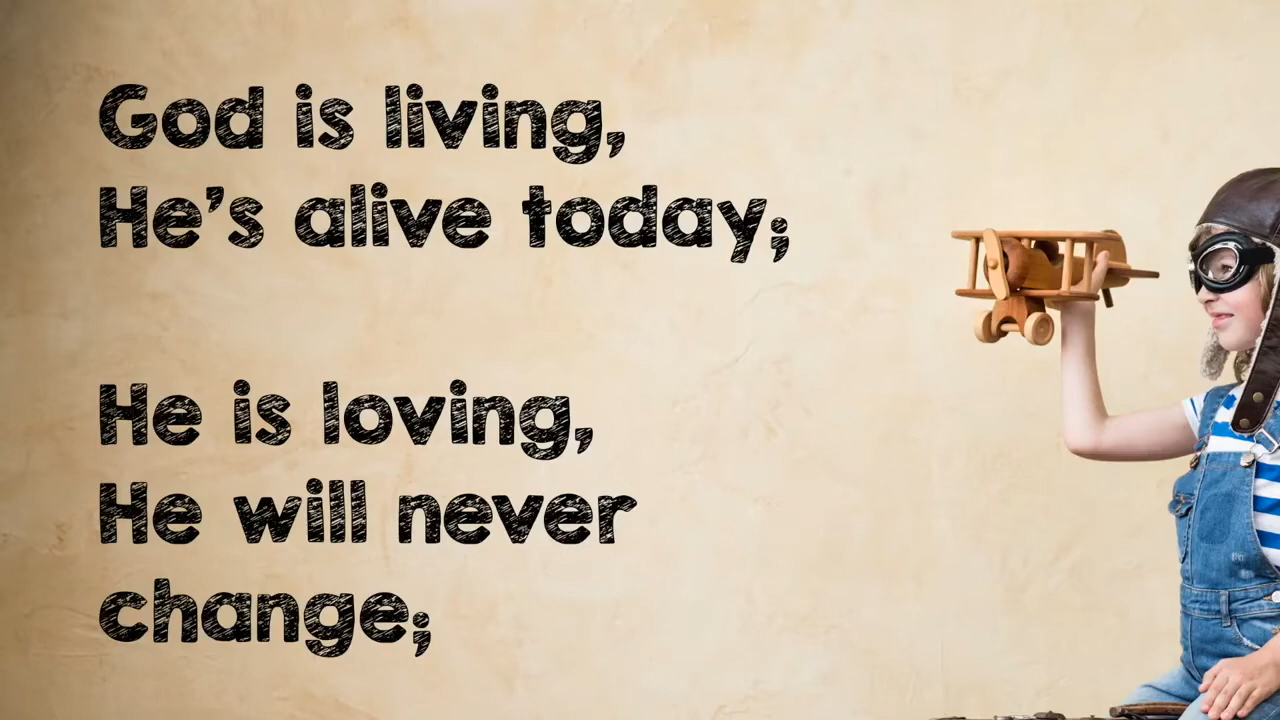 God is living,
He's alive today;
He is loving,
He will never
change;